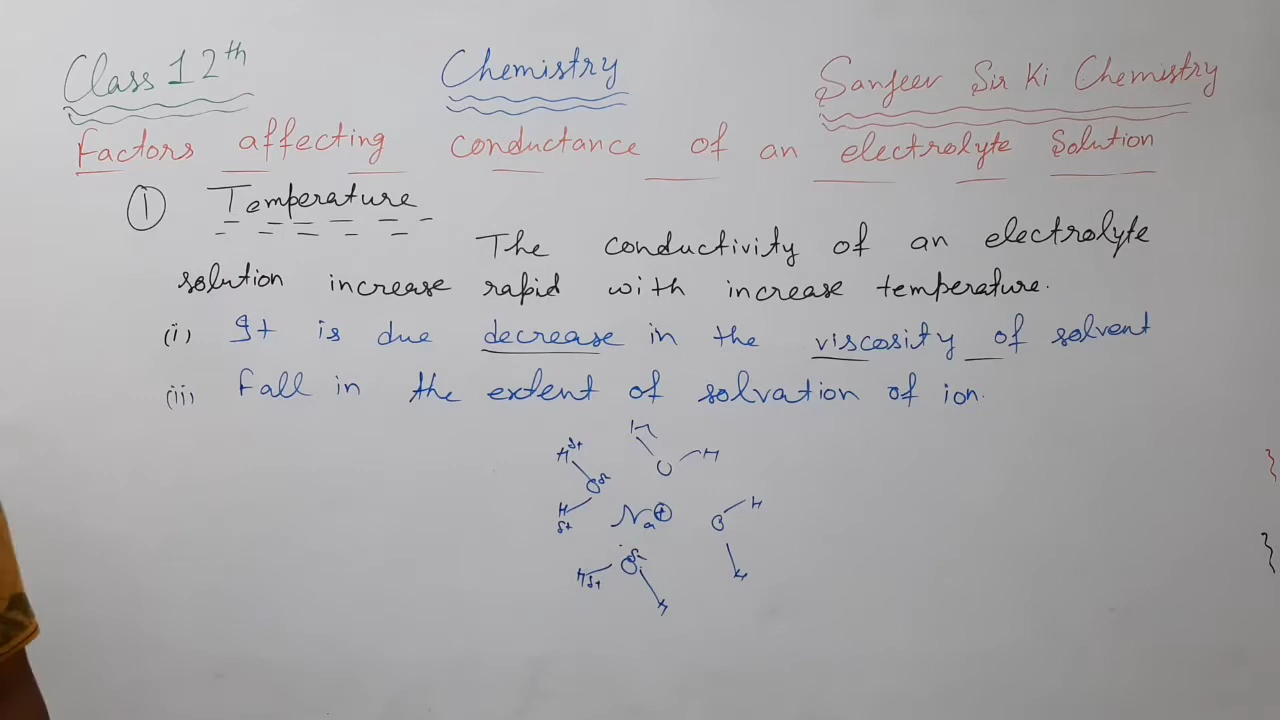 Class 12th Chemistry Sanjeev Sir Ki Chemistry
Factors affecting conductance of an electrolyte Solution
① Temperature
The conductivity of an electrolyte
solution increase rapid with increase temperature.
(i) It is due decrease in the viscosity of solvent
(ii) Fall in the extent of solvation of ion.
H δ+ H
O H
O δ-
H δ+ Na⊕ O H
H δ+ O δ- H
H